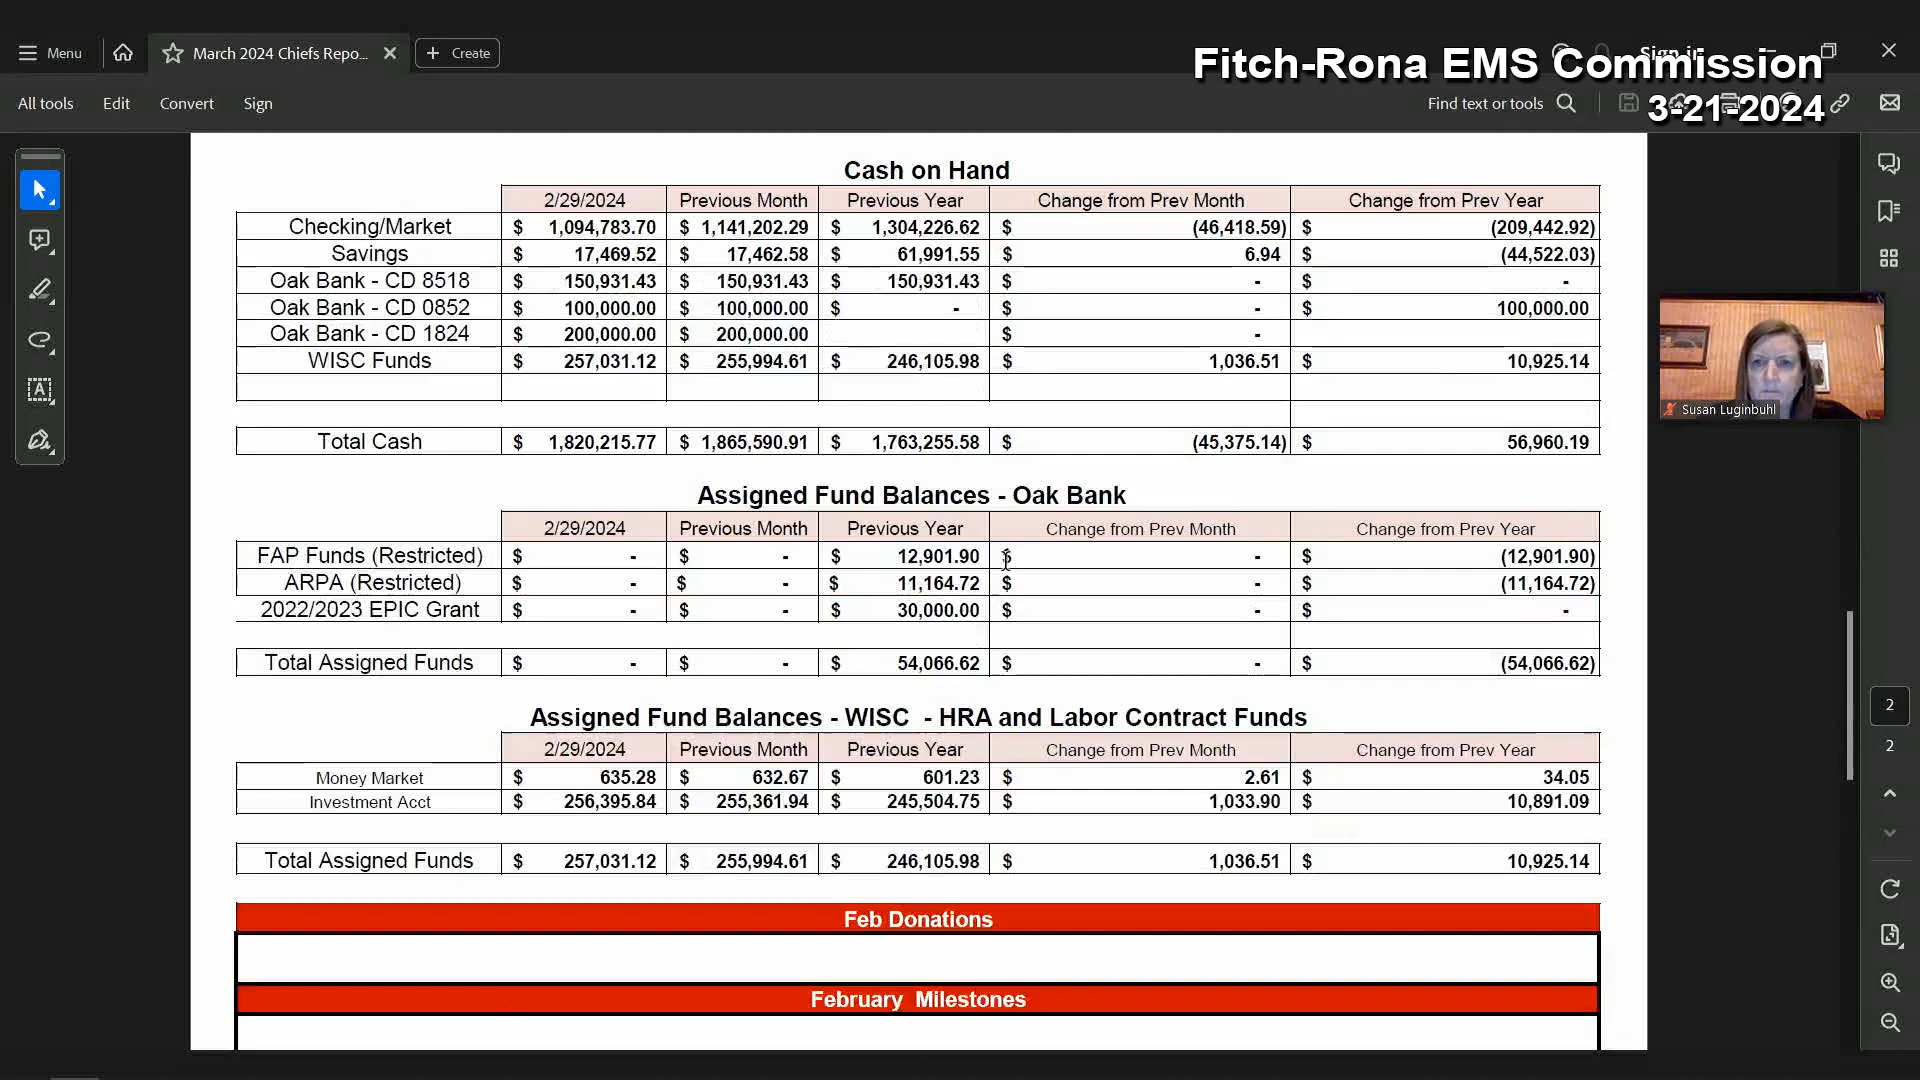 Menu
March 2024 Chiefs Repo...
Create
Fitch-Rona EMS Commission
3-21-2024
All tools Edit Convert Sign
Find text or tools
Cash on Hand
2/29/2024 Previous Month Previous Year Change from Prev Month Change from Prev Year
Checking/Market $ 1,094,783.70 $ 1,141,202.29 $ 1,304,226.62 $ (46,418.59) $ (209,442.92)
Savings $ 17,469.52 $ 17,462.58 $ 61,991.55 $ 6.94 $ (44,522.03)
Oak Bank - CD 8518 $ 150,931.43 $ 150,931.43 $ 150,931.43 $ - $ -
Oak Bank - CD 0852 $ 100,000.00 $ 100,000.00 $ - $ - $ 100,000.00
Oak Bank - CD 1824 $ 200,000.00 $ 200,000.00 $ -
WISC Funds $ 257,031.12 $ 255,994.61 $ 246,105.98 $ 1,036.51 $ 10,925.14
Total Cash $ 1,820,215.77 $ 1,865,590.91 $ 1,763,255.58 $ (45,375.14) $ 56,960.19
Assigned Fund Balances - Oak Bank
2/29/2024 Previous Month Previous Year Change from Prev Month Change from Prev Year
FAP Funds (Restricted) $ - $ - $ 12,901.90 $ - $ (12,901.90)
ARPA (Restricted) $ - $ - $ 11,164.72 $ - $ (11,164.72)
2022/2023 EPIC Grant $ - $ - $ 30,000.00 $ - $ -
Total Assigned Funds $ - $ - $ 54,066.62 $ - $ (54,066.62)
Assigned Fund Balances - WISC - HRA and Labor Contract Funds
2/29/2024 Previous Month Previous Year Change from Prev Month Change from Prev Year
Money Market $ 635.28 $ 632.67 $ 601.23 $ 2.61 $ 34.05
Investment Acct $ 256,395.84 $ 255,361.94 $ 245,504.75 $ 1,033.90 $ 10,891.09
Total Assigned Funds $ 257,031.12 $ 255,994.61 $ 246,105.98 $ 1,036.51 $ 10,925.14
Feb Donations
February Milestones
Susan Luginbuhl
2
2